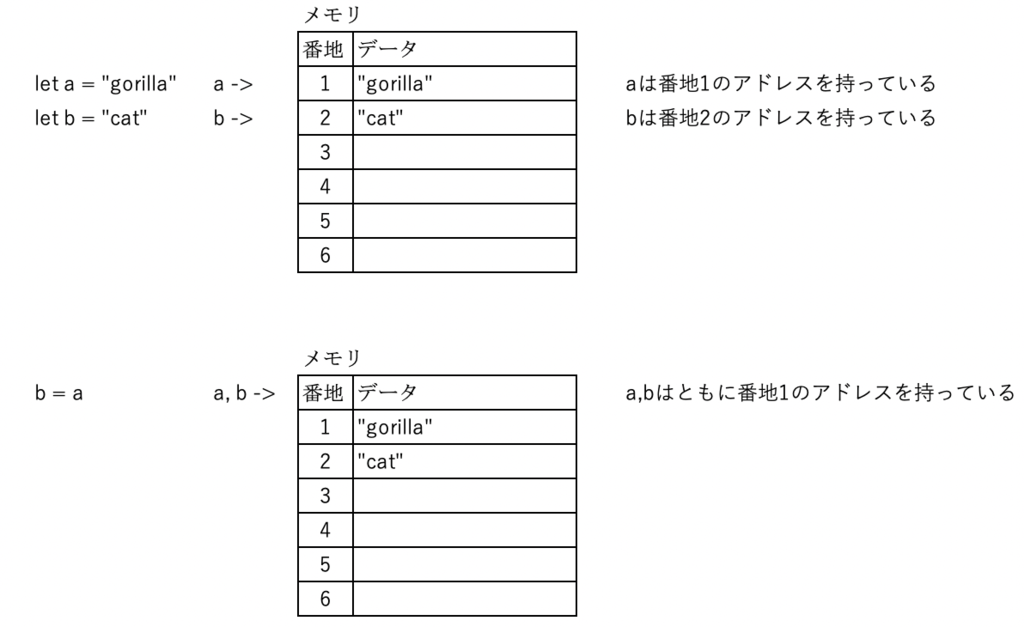 メモリ
番地 データ
let a = "gorilla" a -> 1 "gorilla" aは番地1のアドレスを持っている
let b = "cat" b -> 2 "cat" bは番地2のアドレスを持っている
3
4
5
6
メモリ
b = a a, b -> 番地 データ a,bはともに番地1のアドレスを持っている
1 "gorilla"
2 "cat"
3
4
5
6